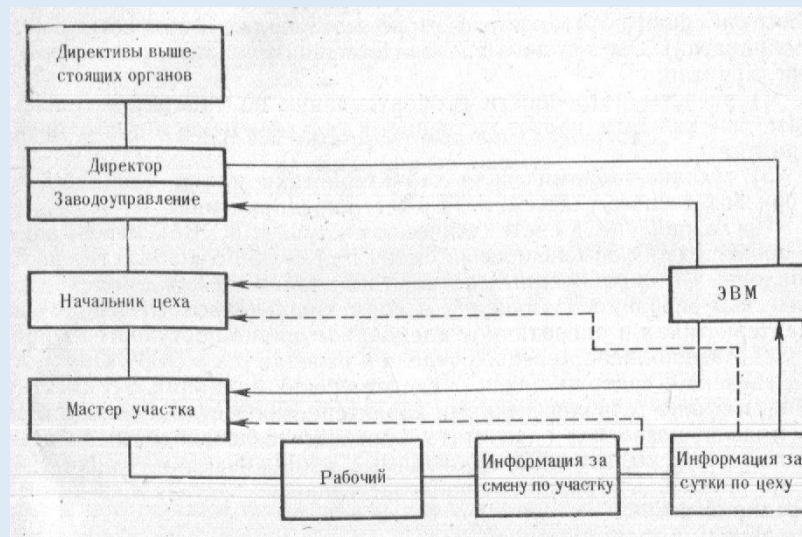 Директивы выше-
стоящих органов
Директор
Заводоуправление
Начальник цеха
ЭВМ
Мастер участка
Рабочий
Информация за
смену по участку
Информация за
сутки по цеху